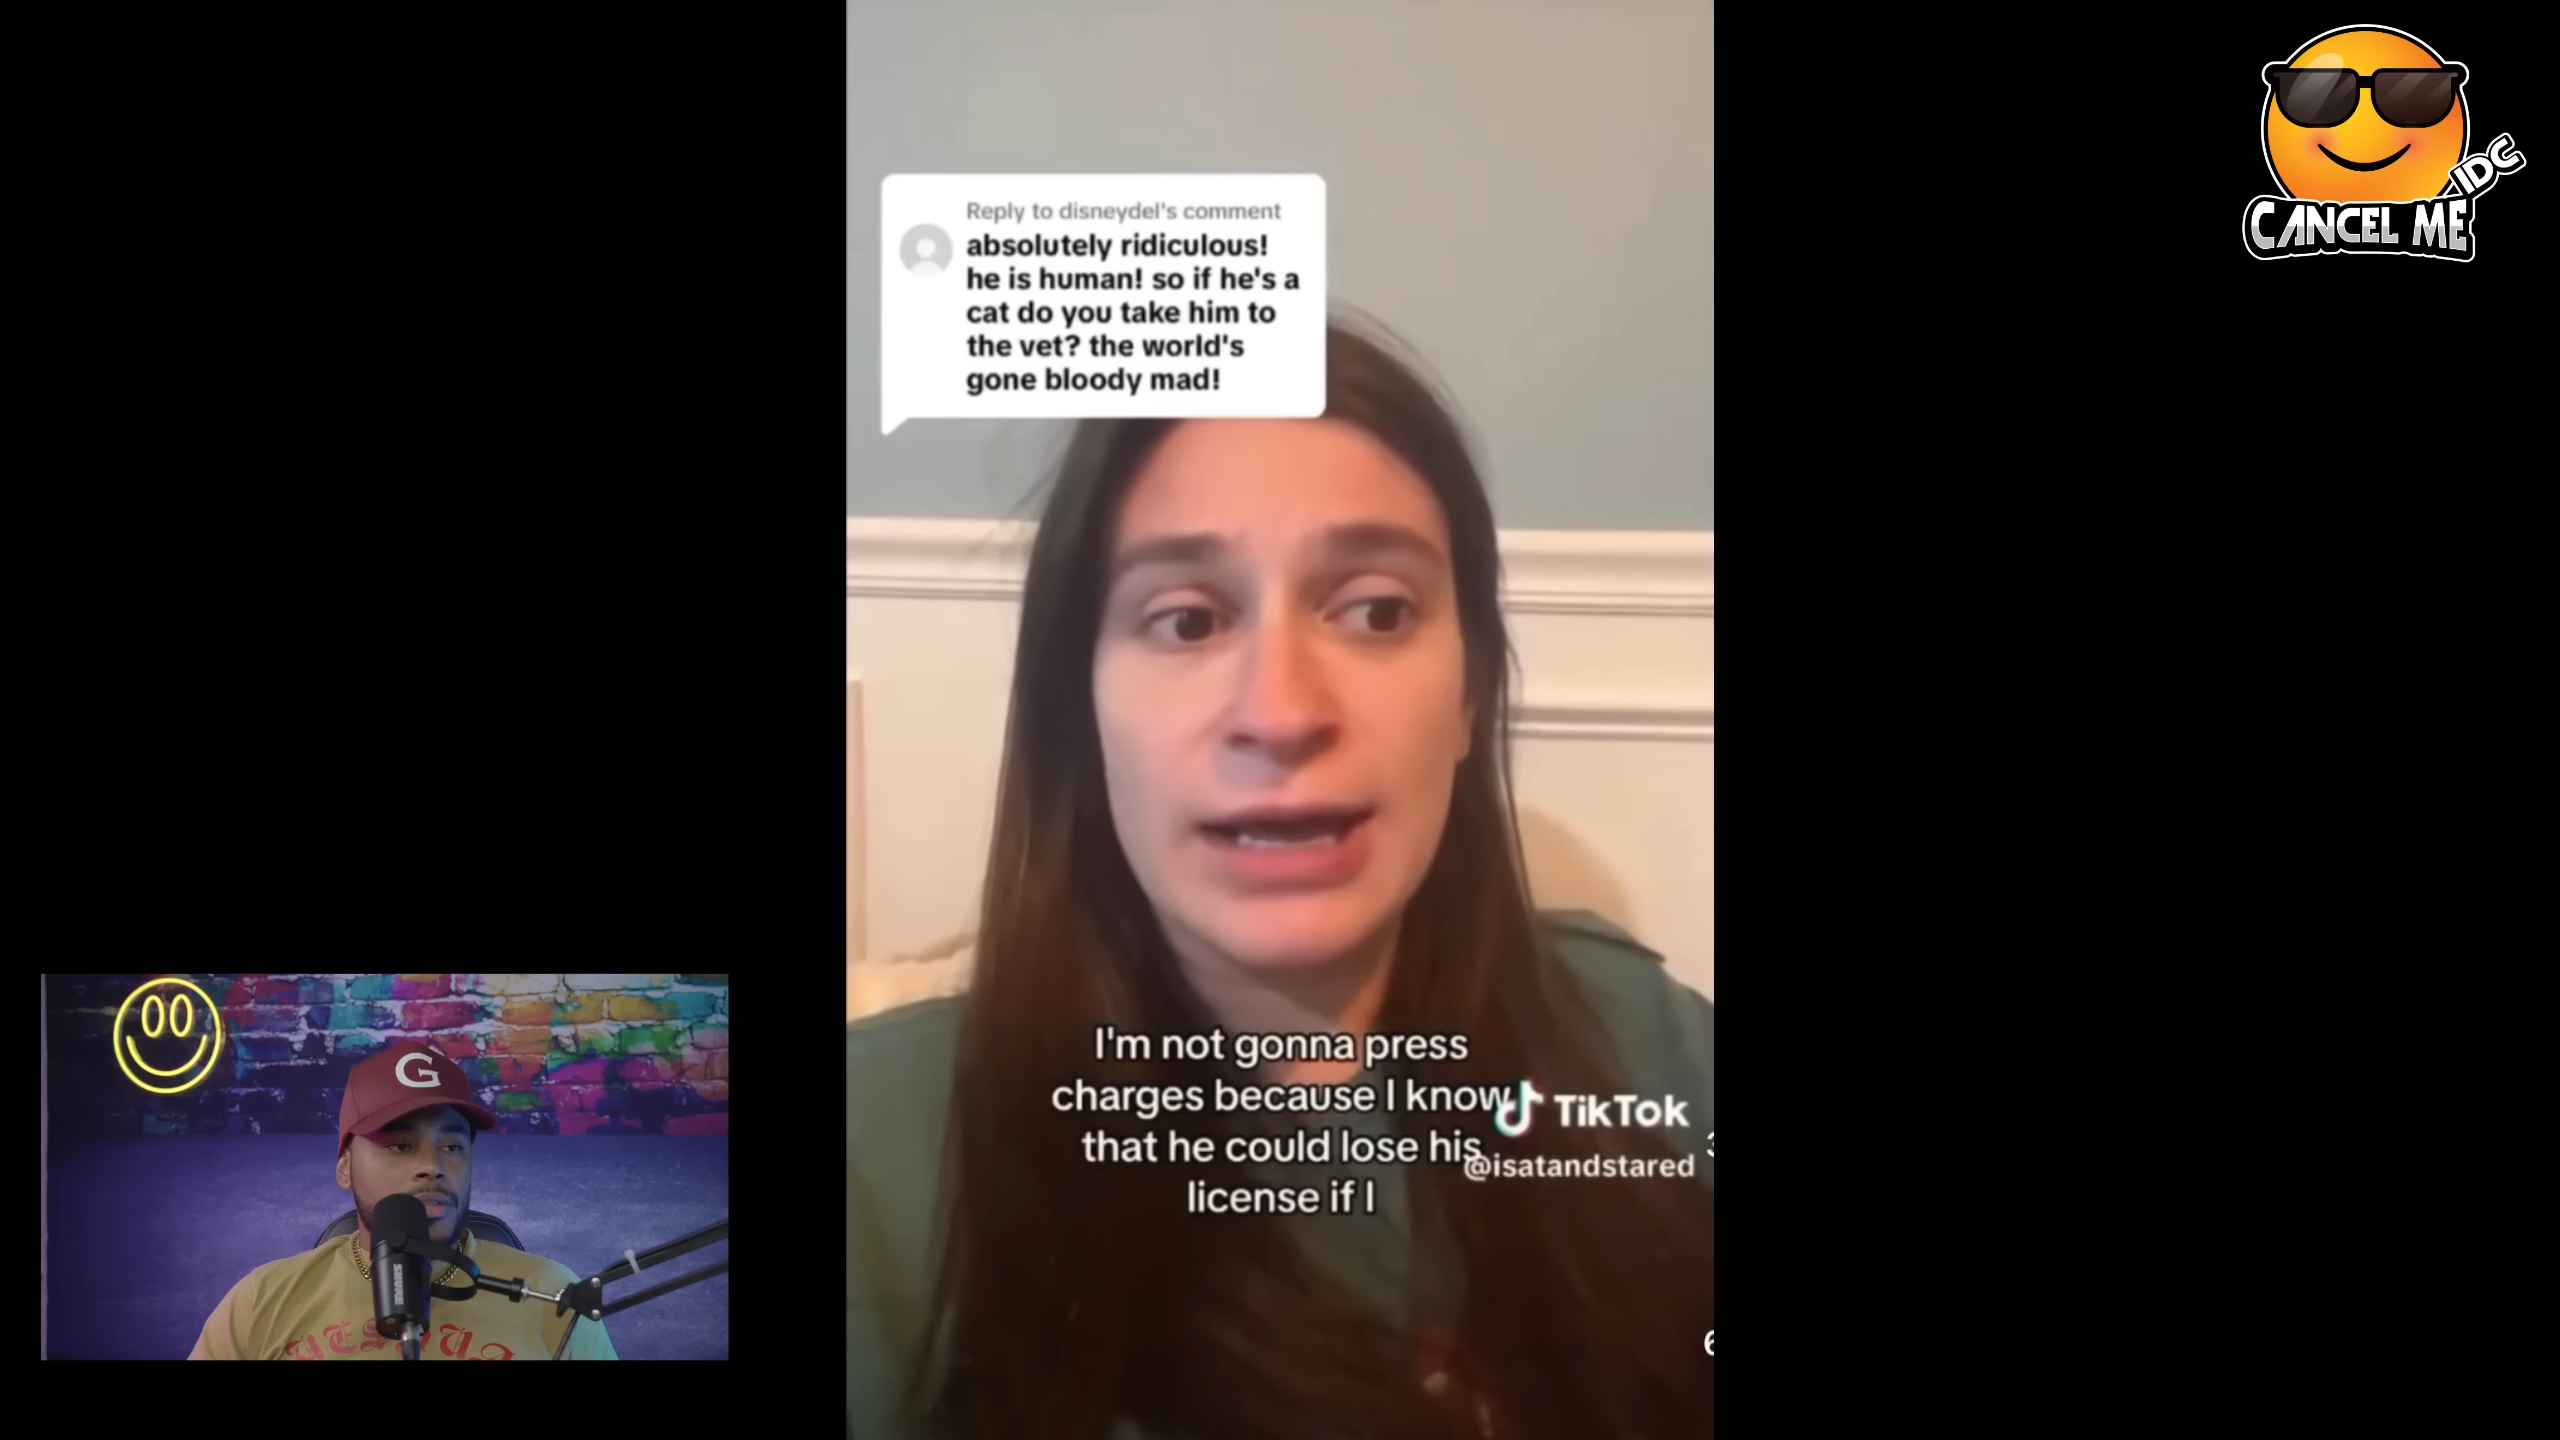 Reply to disneydel's comment
absolutely ridiculous!
he is human! so if he's a
cat do you take him to
the vet? the world's
gone bloody mad!
IDC
CANCEL ME
I'm not gonna press
charges because I know
that he could lose his
license if I
TikTok
@isatandstared
G
SHURE